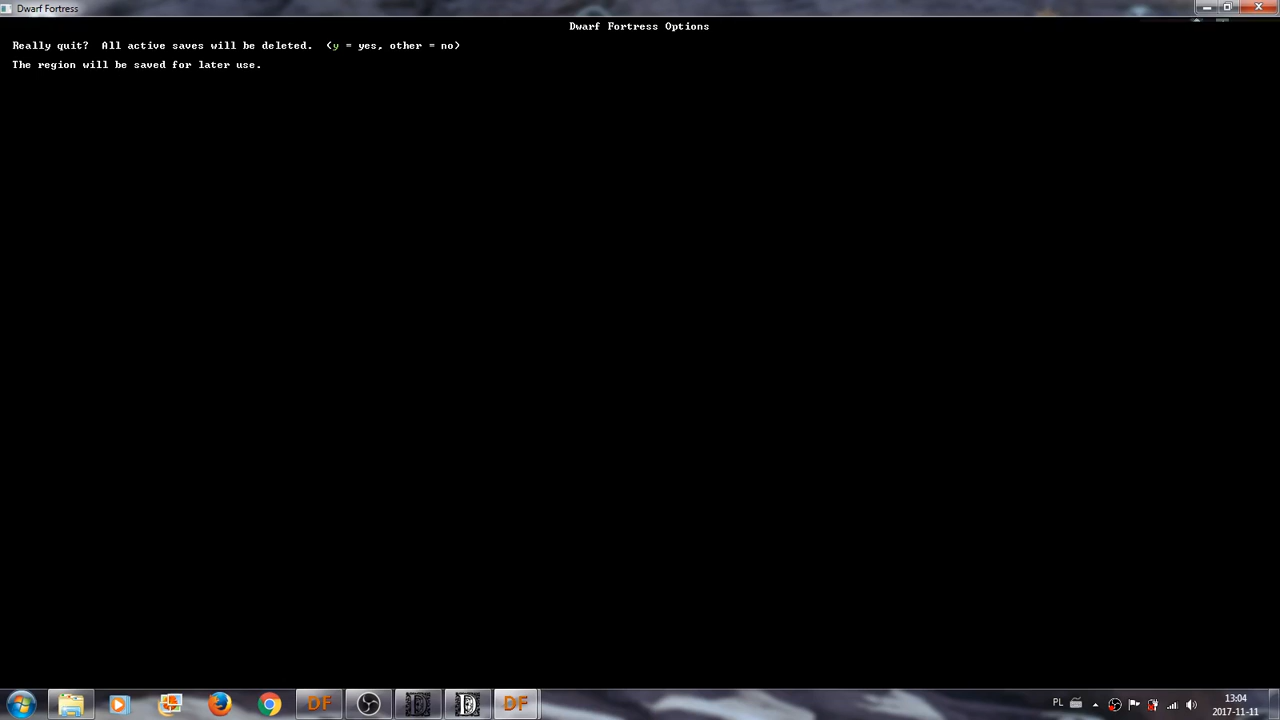 Dwarf Fortress
Dwarf Fortress Options
Really quit?  All active saves will be deleted.  (y = yes, other = no)
The region will be saved for later use.
DF
DF
PL
13:04
2017-11-11